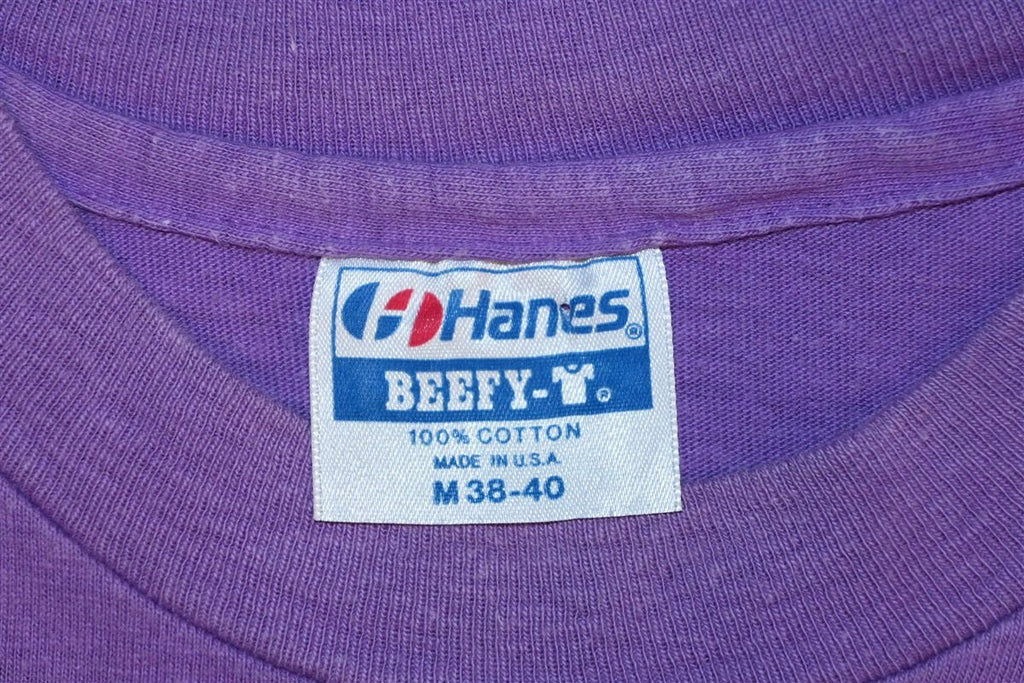 Hanes®
BEEFY-T®
100% COTTON
MADE IN U.S.A.
M 38-40